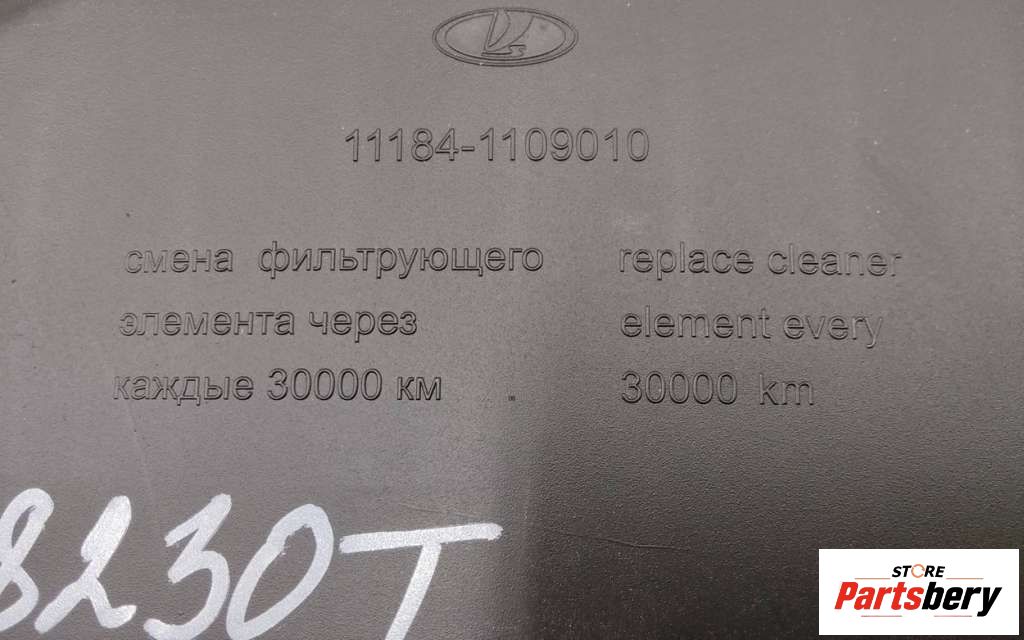 11184-1109010
смена фильтрующего replace cleaner
элемента через element every
каждые 30000 км 30000 km
8230T
STORE
Partsbery